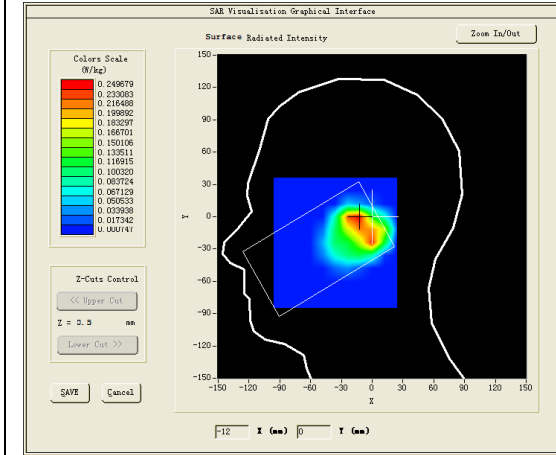 SAR Visualisation Graphical Interface
Surface Radiated Intensity
Zoom In/Out
Colors Scale
(W/kg)
0.249679
0.233083
0.216488
0.199892
0.183297
0.166701
0.150106
0.133511
0.116915
0.100320
0.083724
0.067129
0.050533
0.033938
0.017342
0.000747
150
120
90
60
30
0
-30
-60
-90
-120
-150
Y
-150 -120 -90 -60 -30 0 30 60 90 120 150
X
Z-Cuts Control
<< Upper Cut
Z = 0.5 mm
Lower Cut >>
SAVE Cancel
-12 X (mm) 0 Y (mm)